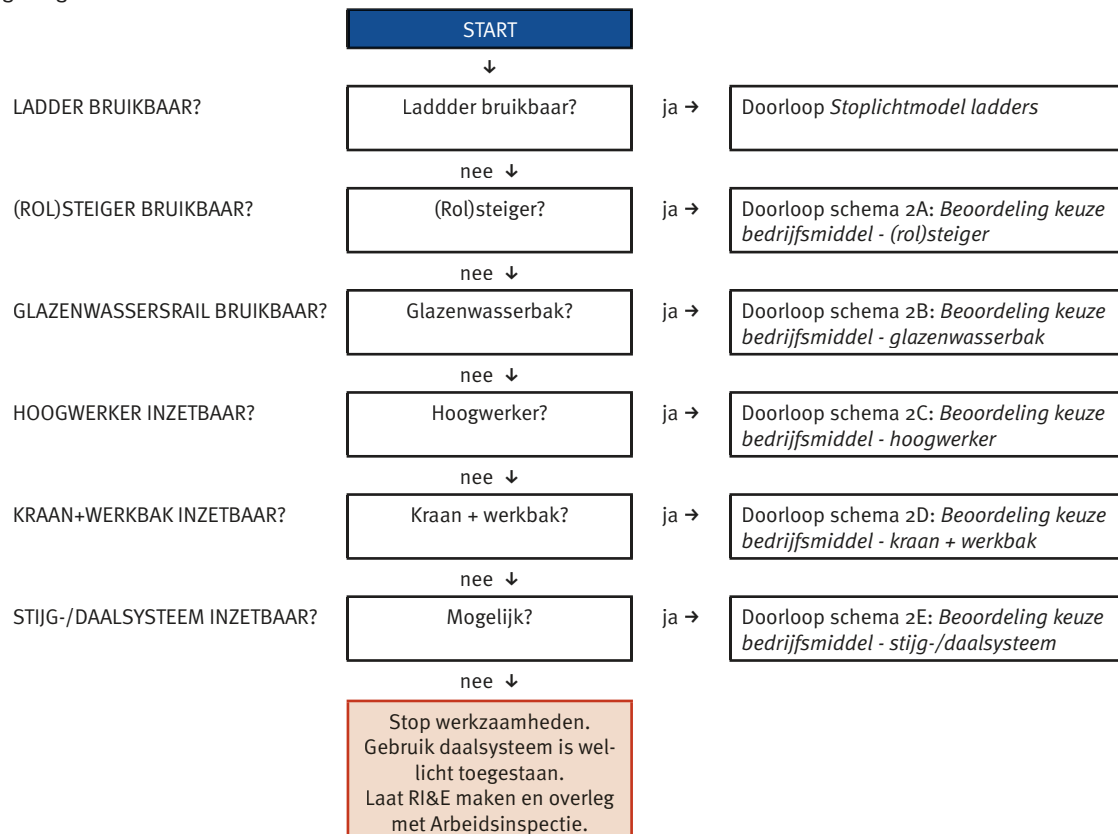 START
↓
LADDER BRUIKBAAR?
Laddder bruikbaar?
ja →
Doorloop Stoplichtmodel ladders
nee ↓
(ROL)STEIGER BRUIKBAAR?
(Rol)steiger?
ja →
Doorloop schema 2A: Beoordeling keuze
bedrijfsmiddel - (rol)steiger
nee ↓
GLAZENWASSERSRAIL BRUIKBAAR?
Glazenwasserbak?
ja →
Doorloop schema 2B: Beoordeling keuze
bedrijfsmiddel - glazenwasserbak
nee ↓
HOOGWERKER INZETBAAR?
Hoogwerker?
ja →
Doorloop schema 2C: Beoordeling keuze
bedrijfsmiddel - hoogwerker
nee ↓
KRAAN+WERKBAK INZETBAAR?
Kraan + werkbak?
ja →
Doorloop schema 2D: Beoordeling keuze
bedrijfsmiddel - kraan + werkbak
nee ↓
STIJG-/DAALSYSTEEM INZETBAAR?
Mogelijk?
ja →
Doorloop schema 2E: Beoordeling keuze
bedrijfsmiddel - stijg-/daalsysteem
nee ↓
Stop werkzaamheden.
Gebruik daalsysteem is wel-
licht toegestaan.
Laat RI&E maken en overleg
met Arbeidsinspectie.